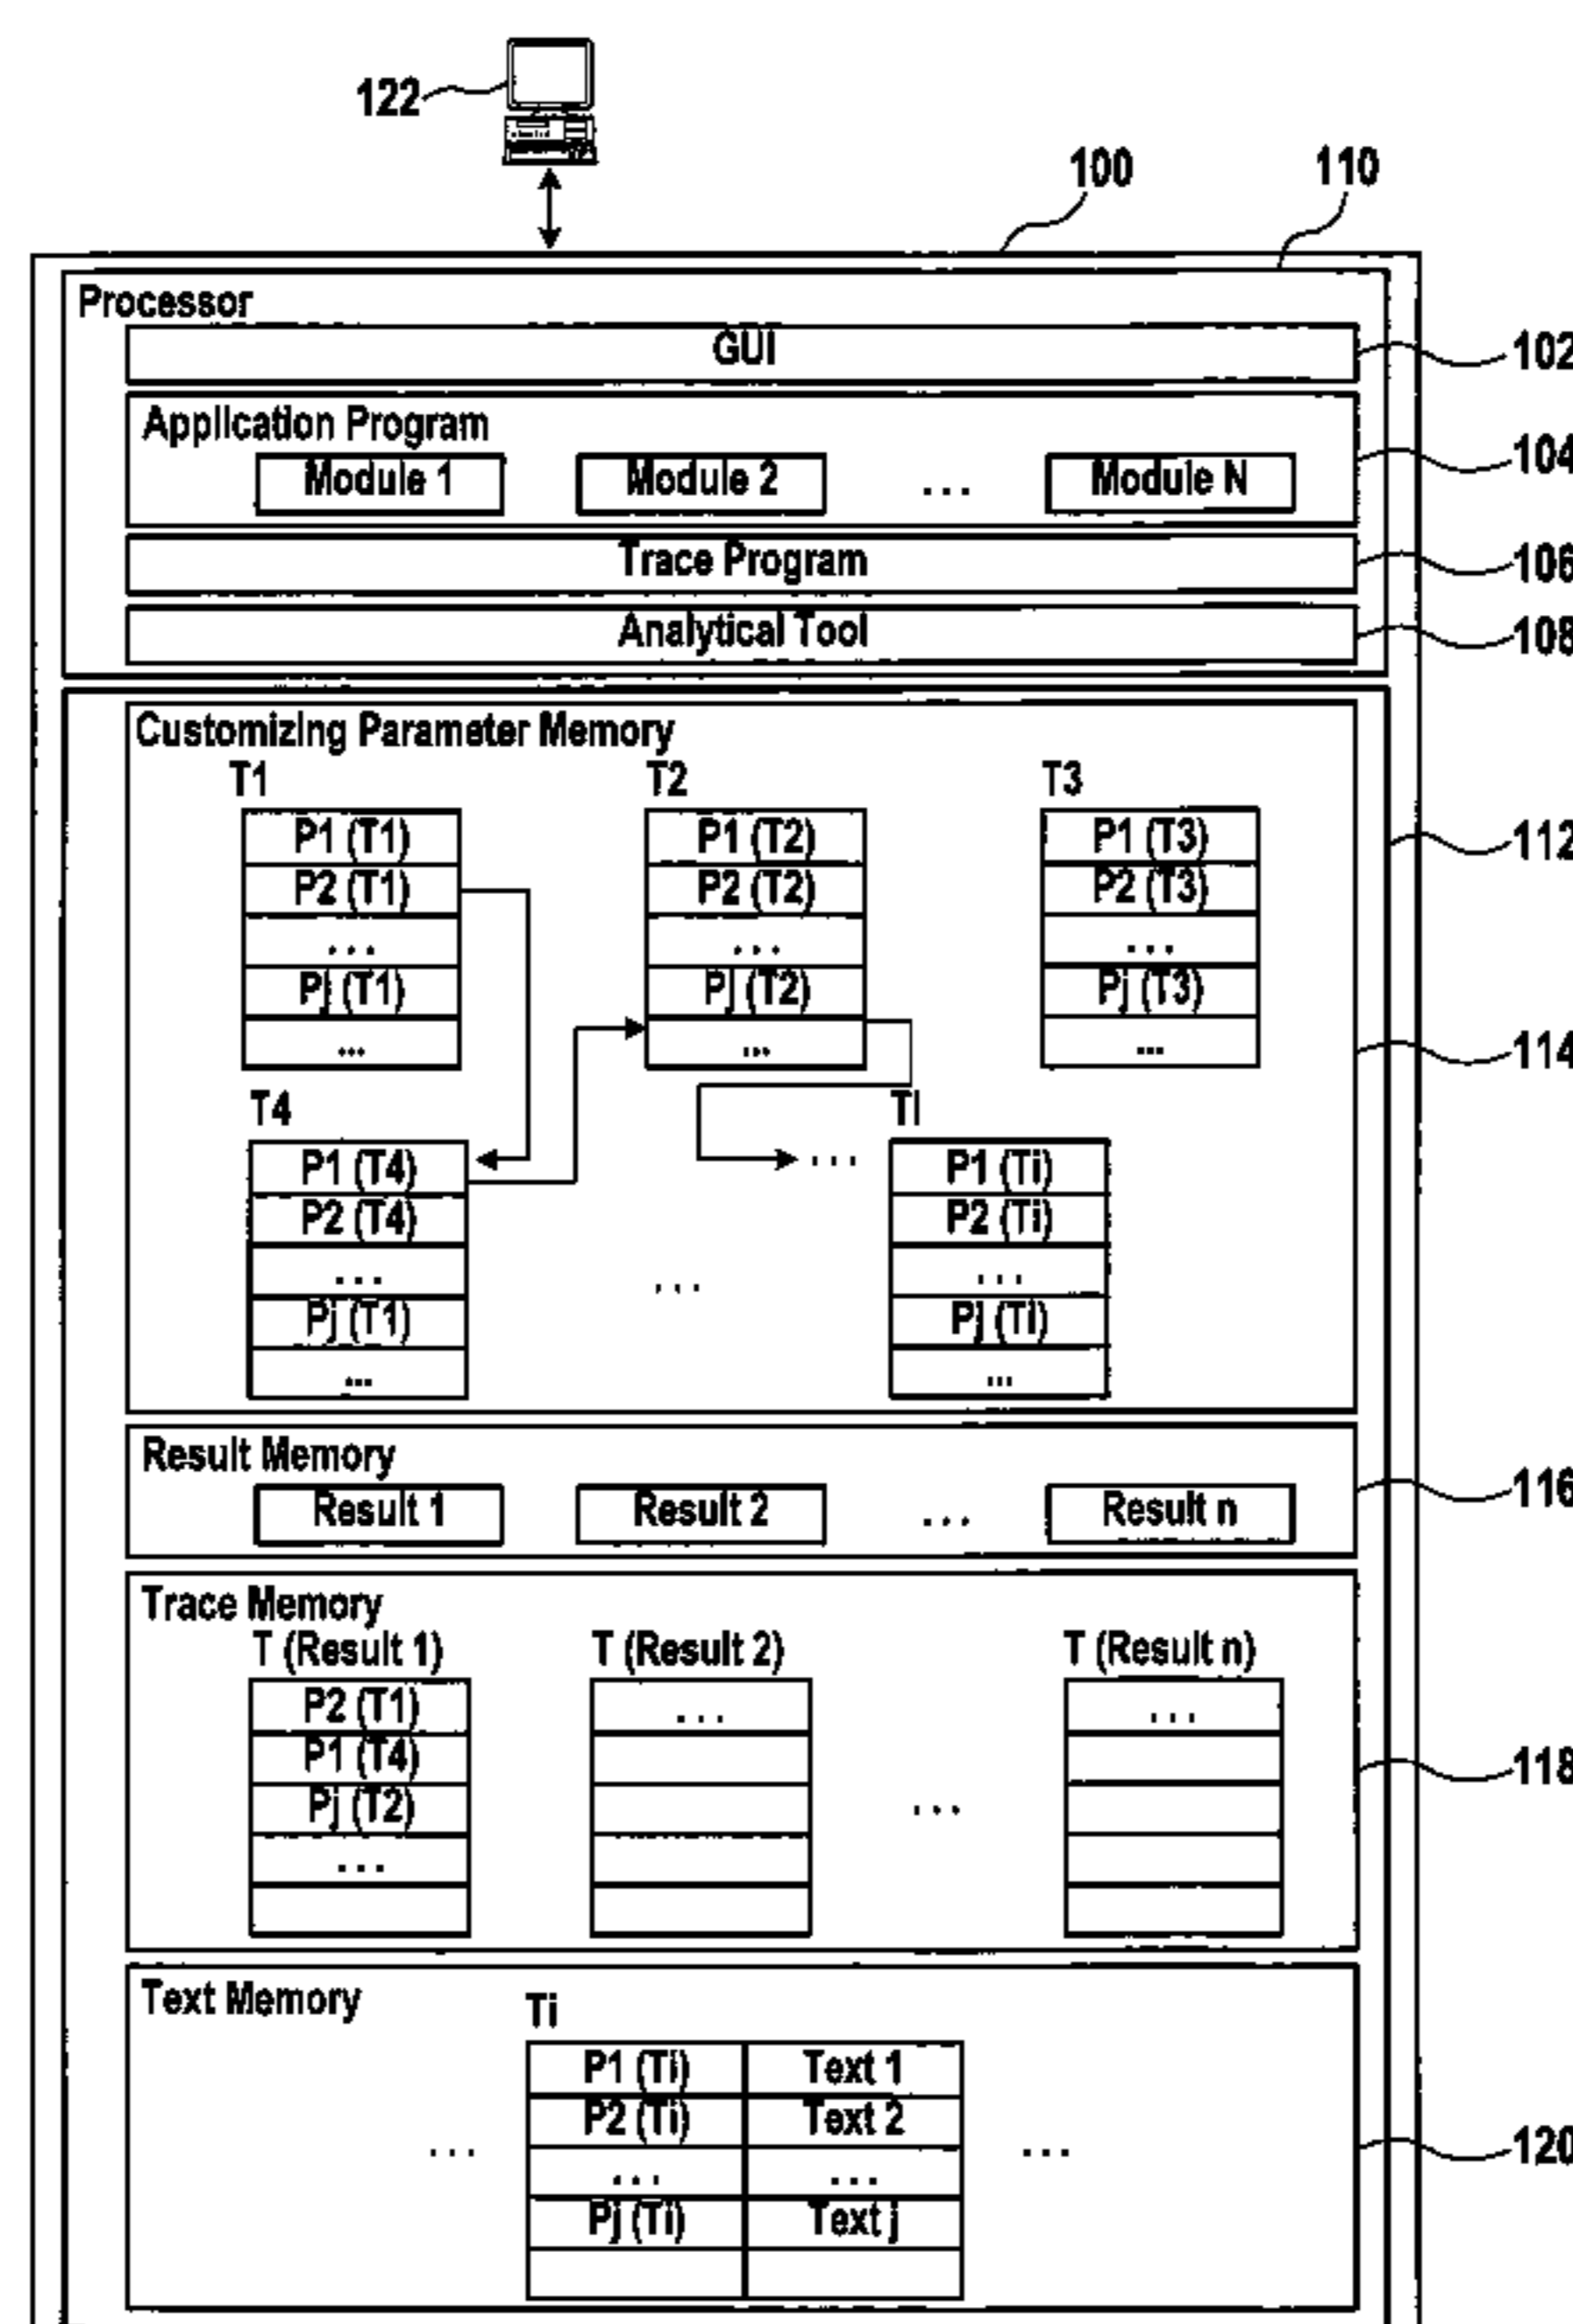 122
100 110
Processor
GUI 102
Application Program
104
Module 1 Module 2 ... Module N
Trace Program 106
Analytical Tool 108
Customizing Parameter Memory
T1 T2 T3
P1 (T1) P1 (T2) P1 (T3) 112
P2 (T1) P2 (T2) P2 (T3)
... ... ...
Pj (T1) Pj (T2) Pj (T3)
... ... ... 114
T4 Ti
P1 (T4) ... P1 (Ti)
P2 (T4) P2 (Ti)
... ... ...
Pj (T1) Pj (Ti)
... ...
Result Memory
116
Result 1 Result 2 ... Result n
Trace Memory
T (Result 1) T (Result 2) T (Result n)
P2 (T1) ... ...
P1 (T4) 118
Pj (T2) ...
...
Text Memory
Ti
P1 (Ti) Text 1
P2 (Ti) Text 2
... ... ... ... 120
Pj (Ti) Text j